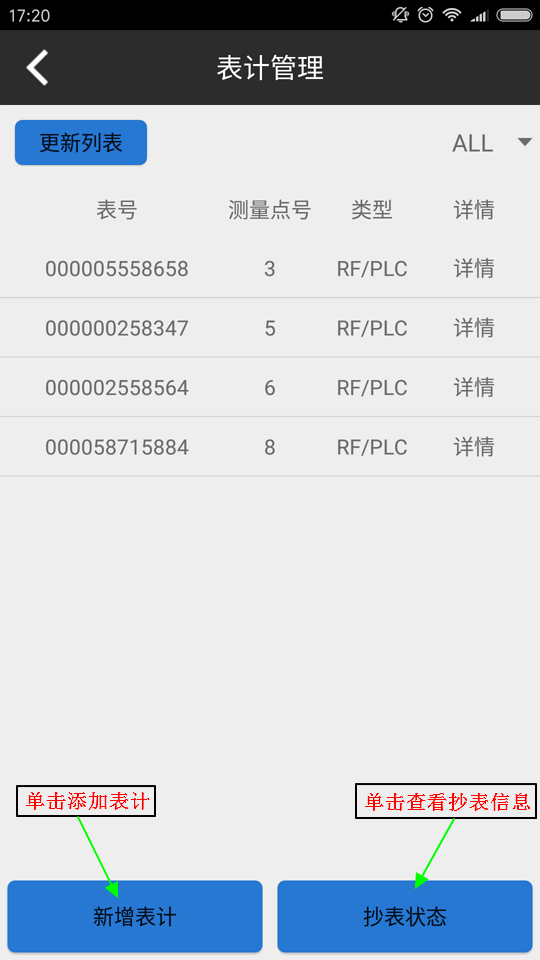 17:20
表计管理
更新列表 ALL
表号 测量点号 类型 详情
000005558658 3 RF/PLC 详情
000000258347 5 RF/PLC 详情
000002558564 6 RF/PLC 详情
000058715884 8 RF/PLC 详情
单击添加表计 单击查看抄表信息
新增表计 抄表状态